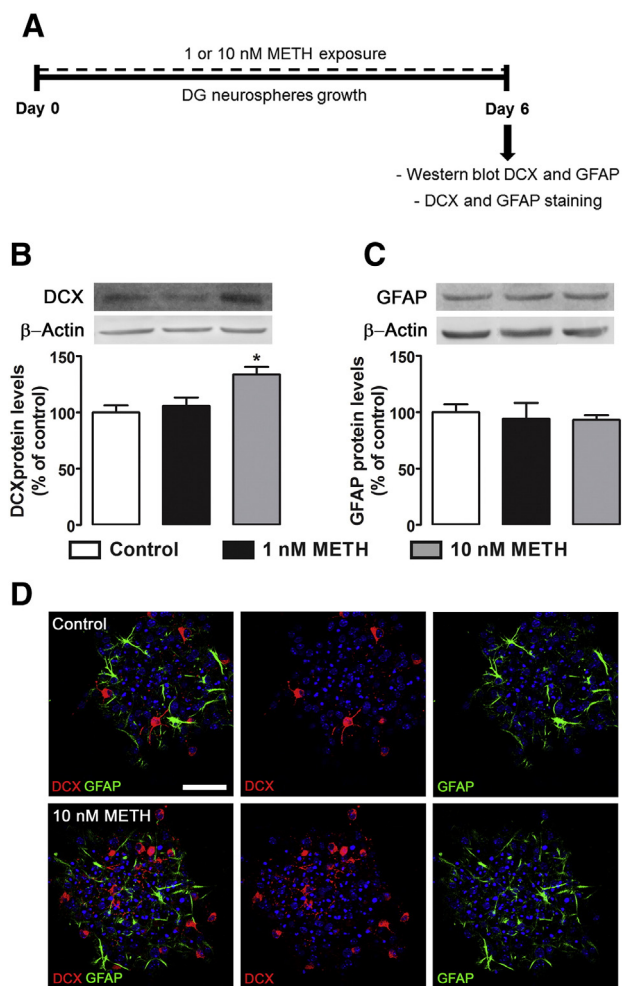 A
1 or 10 nM METH exposure
DG neurospheres growth
Day 0
Day 6
- Western blot DCX and GFAP
- DCX and GFAP staining
B
DCX
β–Actin
DCXprotein levels
(% of control)
150
100
50
0
*
C
GFAP
β–Actin
GFAP protein levels
(% of control)
150
100
50
0
Control
1 nM METH
10 nM METH
D
Control
DCX GFAP
DCX
GFAP
10 nM METH
DCX GFAP
DCX
GFAP